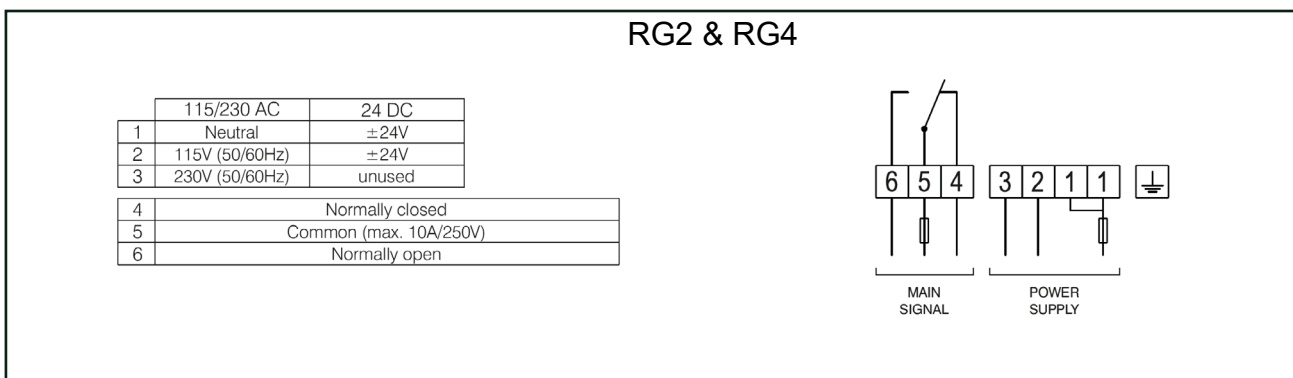 RG2 & RG4
115/230 AC 24 DC
1 Neutral ±24V
2 115V (50/60Hz) ±24V
3 230V (50/60Hz) unused
4 Normally closed
5 Common (max. 10A/250V)
6 Normally open
6 5 4 3 2 1 1
MAIN
SIGNAL
POWER
SUPPLY